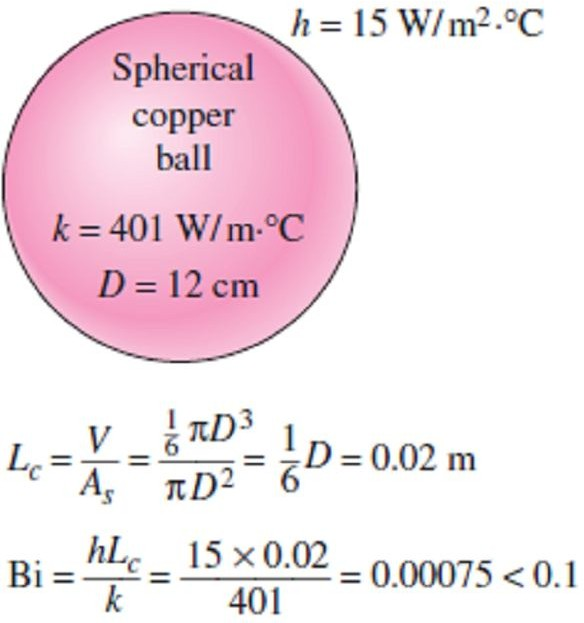 h = 15 W/m²·°C
Spherical
copper
ball
k = 401 W/m·°C
D = 12 cm
L_c = V/A_s = (1/6 πD³)/(πD²) = 1/6 D = 0.02 m
Bi = hL_c/k = (15 × 0.02)/401 = 0.00075 < 0.1